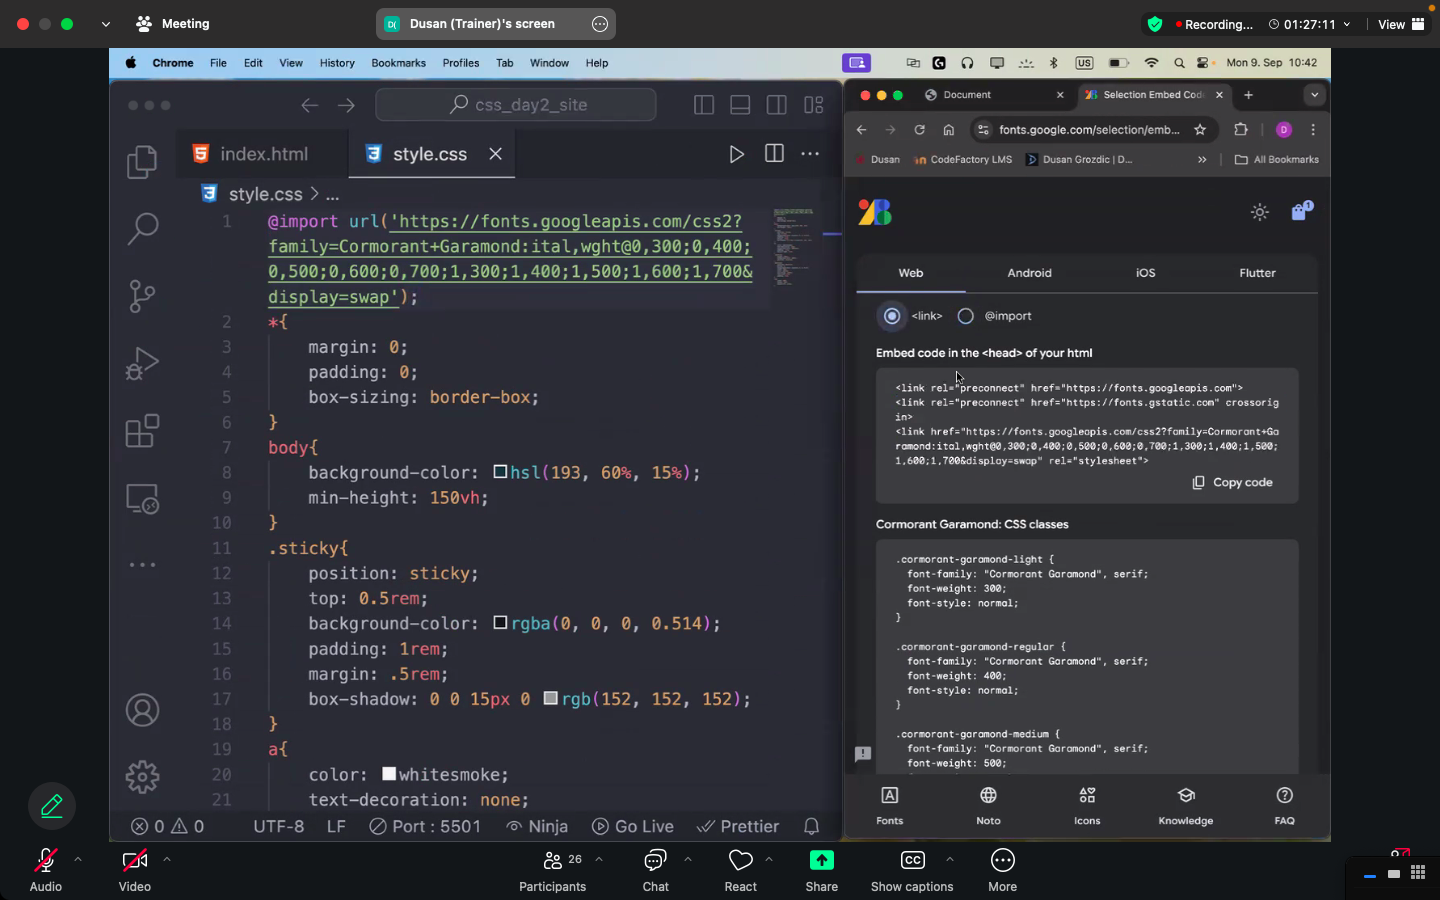 Meeting
D( Dusan (Trainer)'s screen
Recording...
01:27:11
View
Chrome File Edit View History Bookmarks Profiles Tab Window Help
US
Mon 9. Sep 10:42
css_day2_site
index.html
style.css
style.css > ...
1 @import url('https://fonts.googleapis.com/css2?
family=Cormorant+Garamond:ital,wght@0,300;0,400;
0,500;0,600;0,700;1,300;1,400;1,500;1,600;1,700&
display=swap');
2 *{
3 margin: 0;
4 padding: 0;
5 box-sizing: border-box;
6 }
7 body{
8 background-color: hsl(193, 60%, 15%);
9 min-height: 150vh;
10 }
11 .sticky{
12 position: sticky;
13 top: 0.5rem;
14 background-color: rgba(0, 0, 0, 0.514);
15 padding: 1rem;
16 margin: .5rem;
17 box-shadow: 0 0 15px 0 rgb(152, 152, 152);
18 }
19 a{
20 color: whitesmoke;
21 text-decoration: none;
0 0 UTF-8 LF Port : 5501 Ninja Go Live Prettier
Document
Selection Embed Cod
fonts.google.com/selection/emb...
D
Dusan
CodeFactory LMS
Dusan Grozdic | D...
All Bookmarks
1
Web Android iOS Flutter
<link> @import
Embed code in the <head> of your html
<link rel="preconnect" href="https://fonts.googleapis.com">
<link rel="preconnect" href="https://fonts.gstatic.com" crossorig
in>
<link href="https://fonts.googleapis.com/css2?family=Cormorant+Ga
ramond:ital,wght@0,300;0,400;0,500;0,600;0,700;1,300;1,400;1,500;
1,600;1,700&display=swap" rel="stylesheet">
Copy code
Cormorant Garamond: CSS classes
.cormorant-garamond-light {
font-family: "Cormorant Garamond", serif;
font-weight: 300;
font-style: normal;
}
.cormorant-garamond-regular {
font-family: "Cormorant Garamond", serif;
font-weight: 400;
font-style: normal;
}
.cormorant-garamond-medium {
font-family: "Cormorant Garamond", serif;
font-weight: 500;
Fonts Noto Icons Knowledge FAQ
Audio
Video
26
Participants
Chat
React
Share
CC
Show captions
More